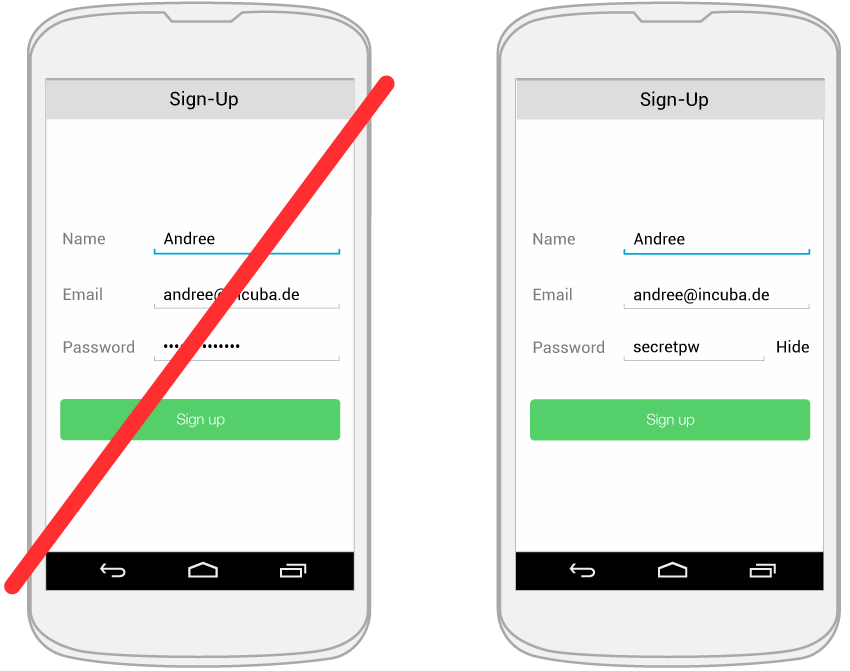 Sign-Up
Name Andree
Email andree@incuba.de
Password ••••••••••••
Sign up
Sign-Up
Name Andree
Email andree@incuba.de
Password secretpw Hide
Sign up